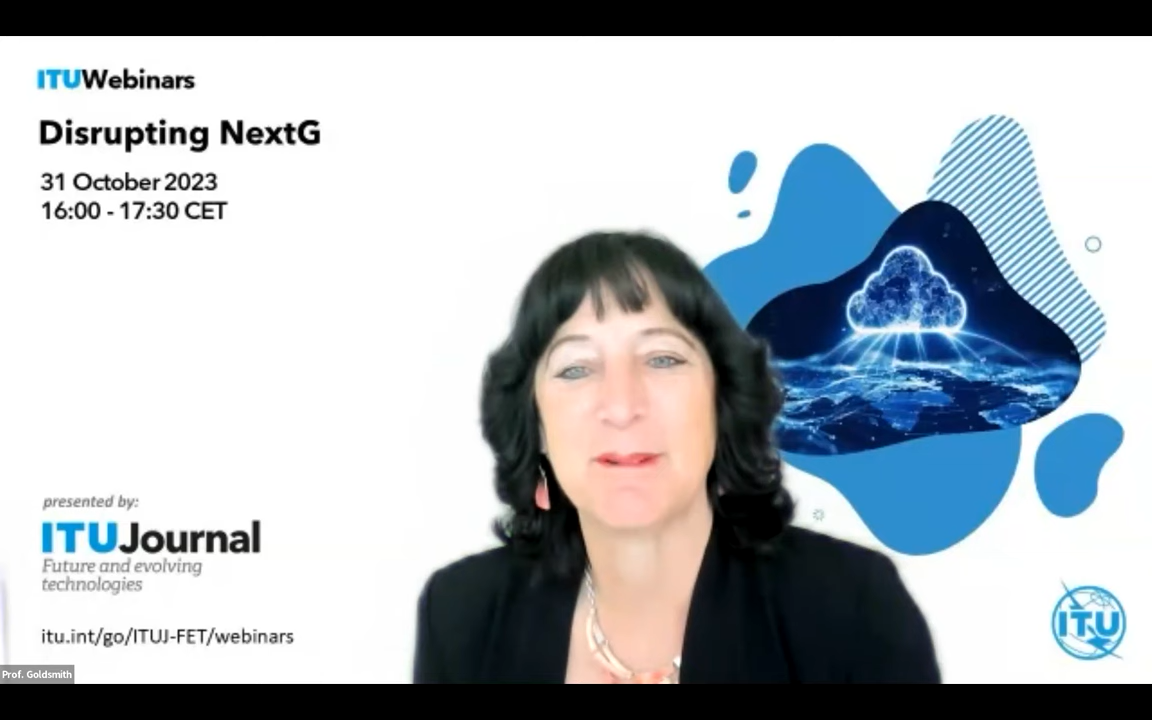 ITUWebinars
Disrupting NextG
31 October 2023
16:00 - 17:30 CET
presented by:
ITUJournal
Future and evolving
technologies
itu.int/go/ITUJ-FET/webinars
ITU
Prof. Goldsmith